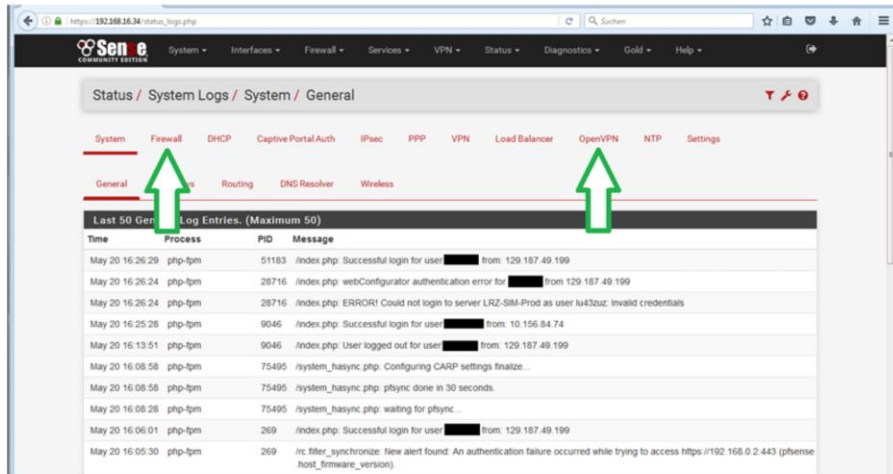 https://192.168.16.34/status_logs.php
Suchen
Sense
COMMUNITY EDITION
System Interfaces Firewall Services VPN Status Diagnostics Gold Help
Status / System Logs / System / General
System Firewall DHCP Captive Portal Auth IPsec PPP VPN Load Balancer OpenVPN NTP Settings
General Routing DNS Resolver Wireless
Last 50 Gen Log Entries. (Maximum 50)
Time Process PID Message
May 20 16:26:29 php-fpm 51183 /index.php: Successful login for user from: 129.187.49.199
May 20 16:26:24 php-fpm 28716 /index.php: webConfigurator authentication error for from 129.187.49.199
May 20 16:26:24 php-fpm 28716 /index.php: ERROR! Could not login to server LRZ-SIM-Prod as user lu43zuz: Invalid credentials
May 20 16:25:28 php-fpm 9046 /index.php: Successful login for user from: 10.156.84.74
May 20 16:13:51 php-fpm 9046 /index.php: User logged out for user from: 129.187.49.199
May 20 16:08:58 php-fpm 75495 /system_hasync.php: Configuring CARP settings finalize...
May 20 16:08:58 php-fpm 75495 /system_hasync.php: pfsync done in 30 seconds.
May 20 16:08:28 php-fpm 75495 /system_hasync.php: waiting for pfsync...
May 20 16:06:01 php-fpm 269 /index.php: Successful login for user from: 129.187.49.199
May 20 16:05:30 php-fpm 269 /rc.filter_synchronize: New alert found: An authentication failure occurred while trying to access https://192.168.0.2:443 (pfsense
.host_firmware_version).